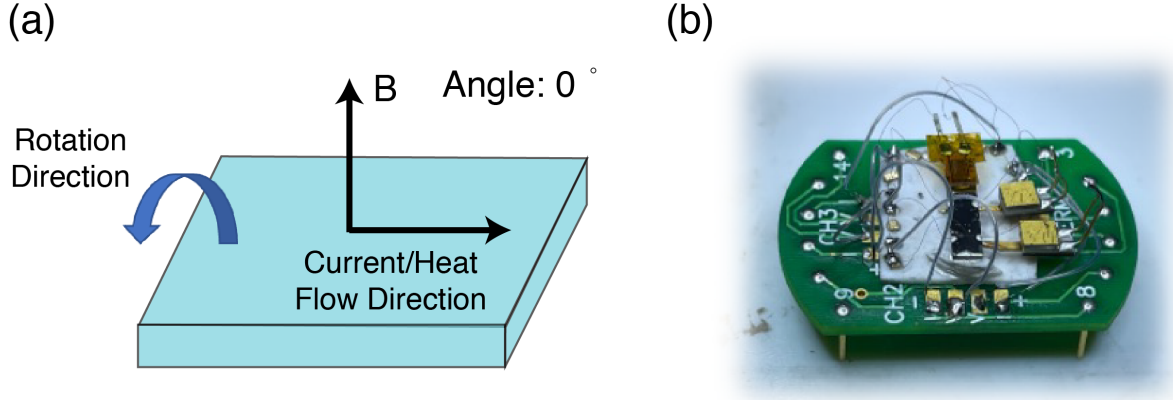 (a)
B
Angle: 0 °
Rotation
Direction
Current/Heat
Flow Direction
(b)
14
3
CH3
9
CH2
-
+
8